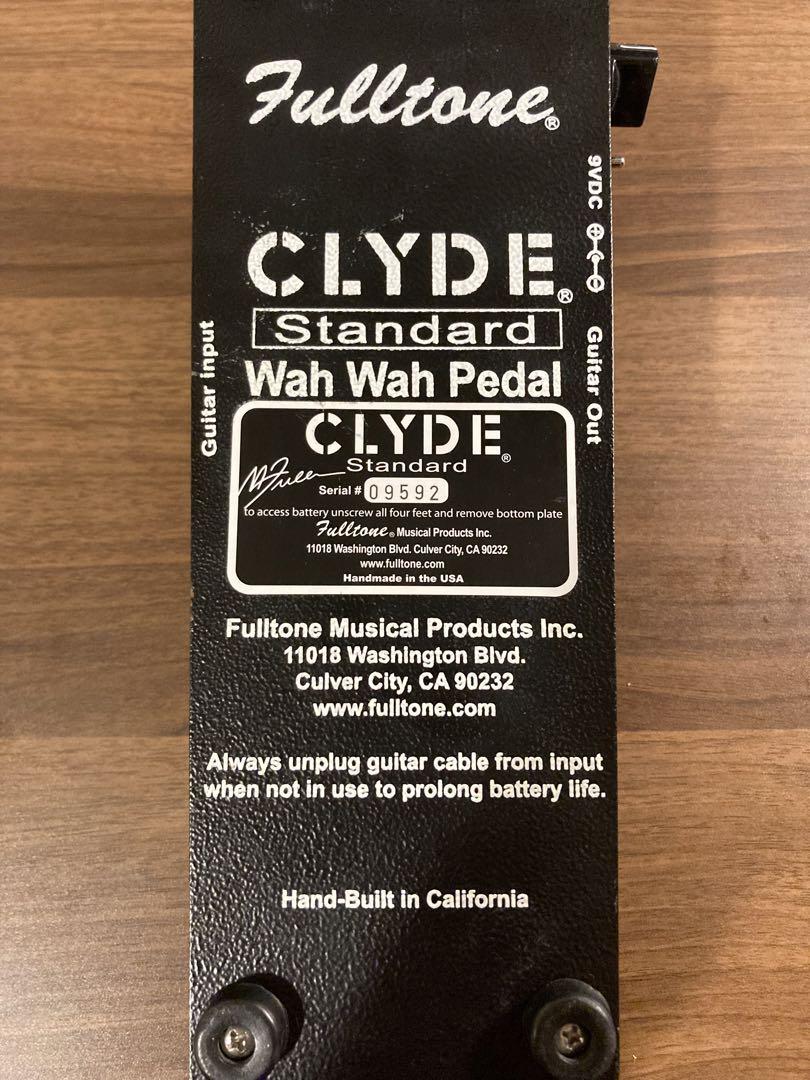 Fulltone®
9VDC
CLYDE®
Standard
Wah Wah Pedal
Guitar input
Guitar Out
CLYDE®
Standard
M Fuller
Serial # 09592
to access battery unscrew all four feet and remove bottom plate
Fulltone® Musical Products Inc.
11018 Washington Blvd. Culver City, CA 90232
www.fulltone.com
Handmade in the USA
Fulltone Musical Products Inc.
11018 Washington Blvd.
Culver City, CA 90232
www.fulltone.com
Always unplug guitar cable from input
when not in use to prolong battery life.
Hand-Built in California